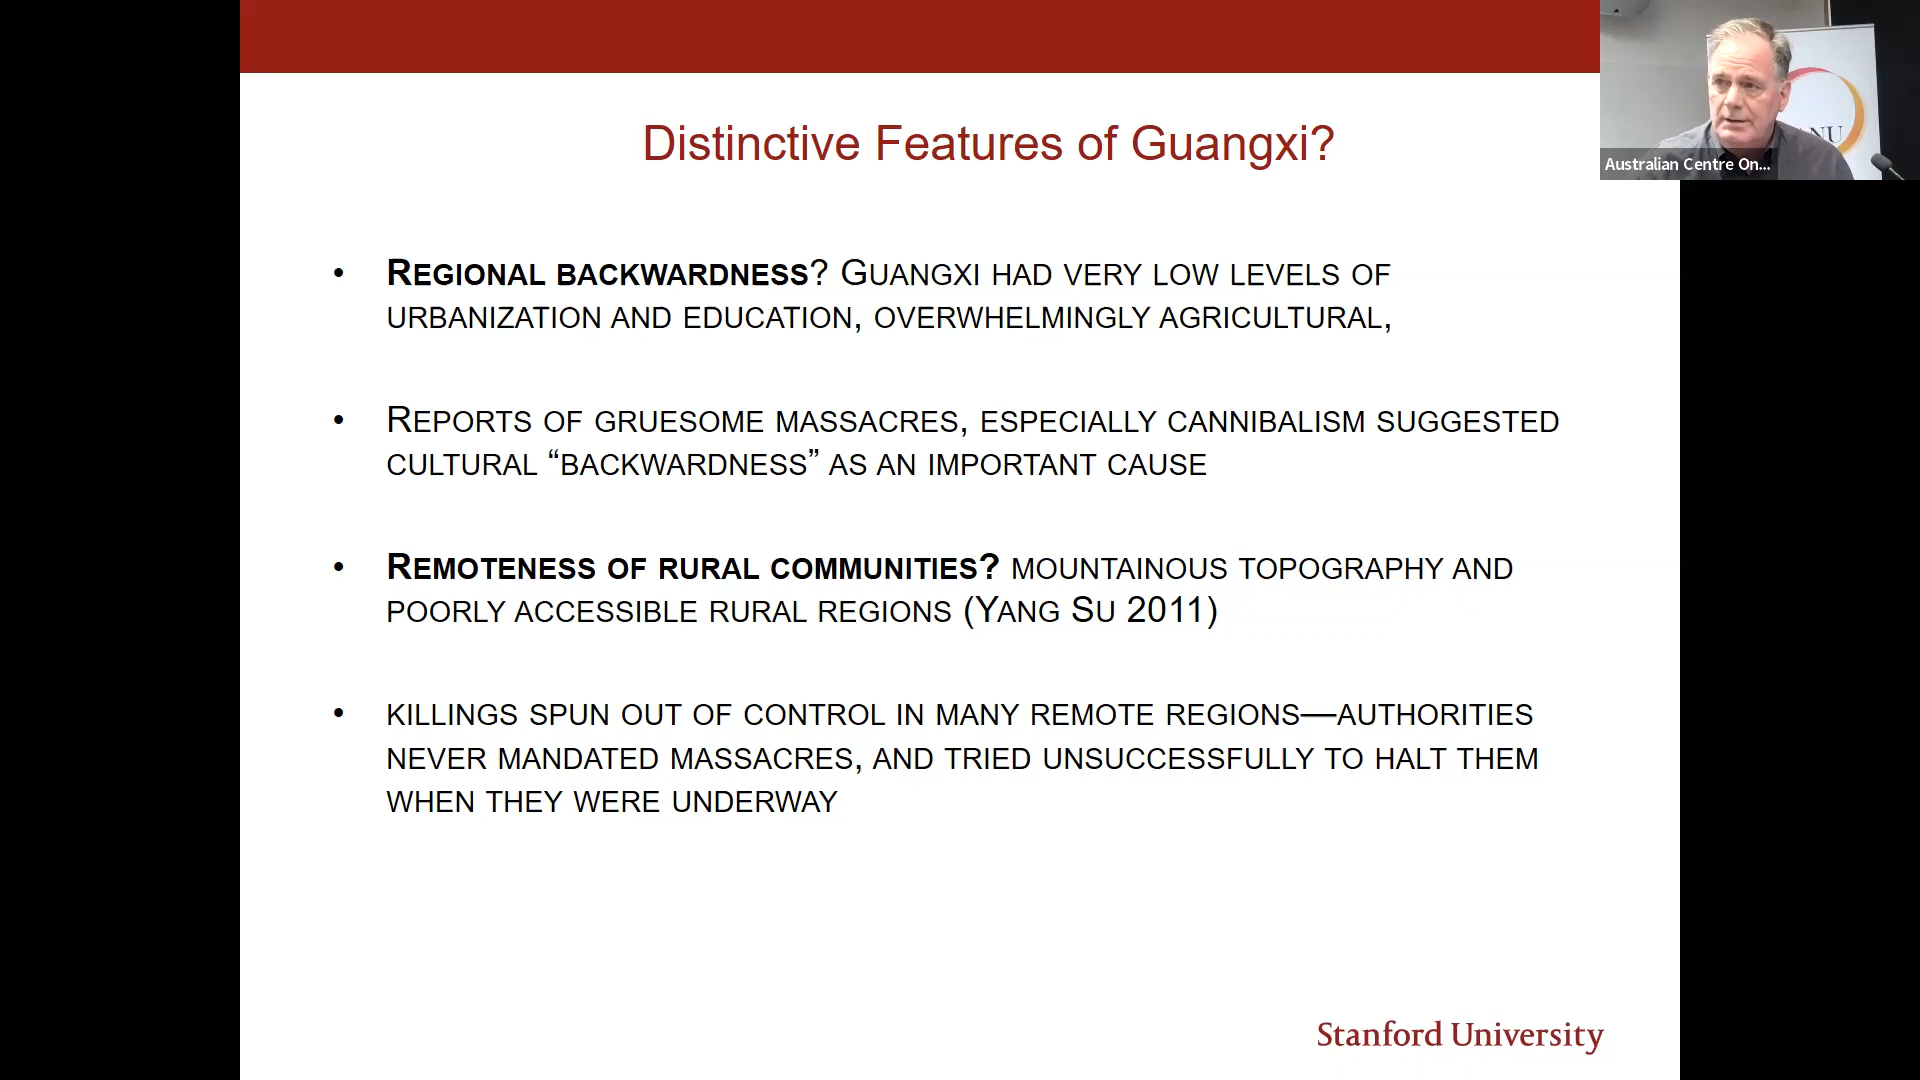 Distinctive Features of Guangxi?
• REGIONAL BACKWARDNESS? GUANGXI HAD VERY LOW LEVELS OF
URBANIZATION AND EDUCATION, OVERWHELMINGLY AGRICULTURAL,
• REPORTS OF GRUESOME MASSACRES, ESPECIALLY CANNIBALISM SUGGESTED
CULTURAL “BACKWARDNESS” AS AN IMPORTANT CAUSE
• REMOTENESS OF RURAL COMMUNITIES? MOUNTAINOUS TOPOGRAPHY AND
POORLY ACCESSIBLE RURAL REGIONS (YANG SU 2011)
• KILLINGS SPUN OUT OF CONTROL IN MANY REMOTE REGIONS—AUTHORITIES
NEVER MANDATED MASSACRES, AND TRIED UNSUCCESSFULLY TO HALT THEM
WHEN THEY WERE UNDERWAY
Stanford University
ANU
Australian Centre On...